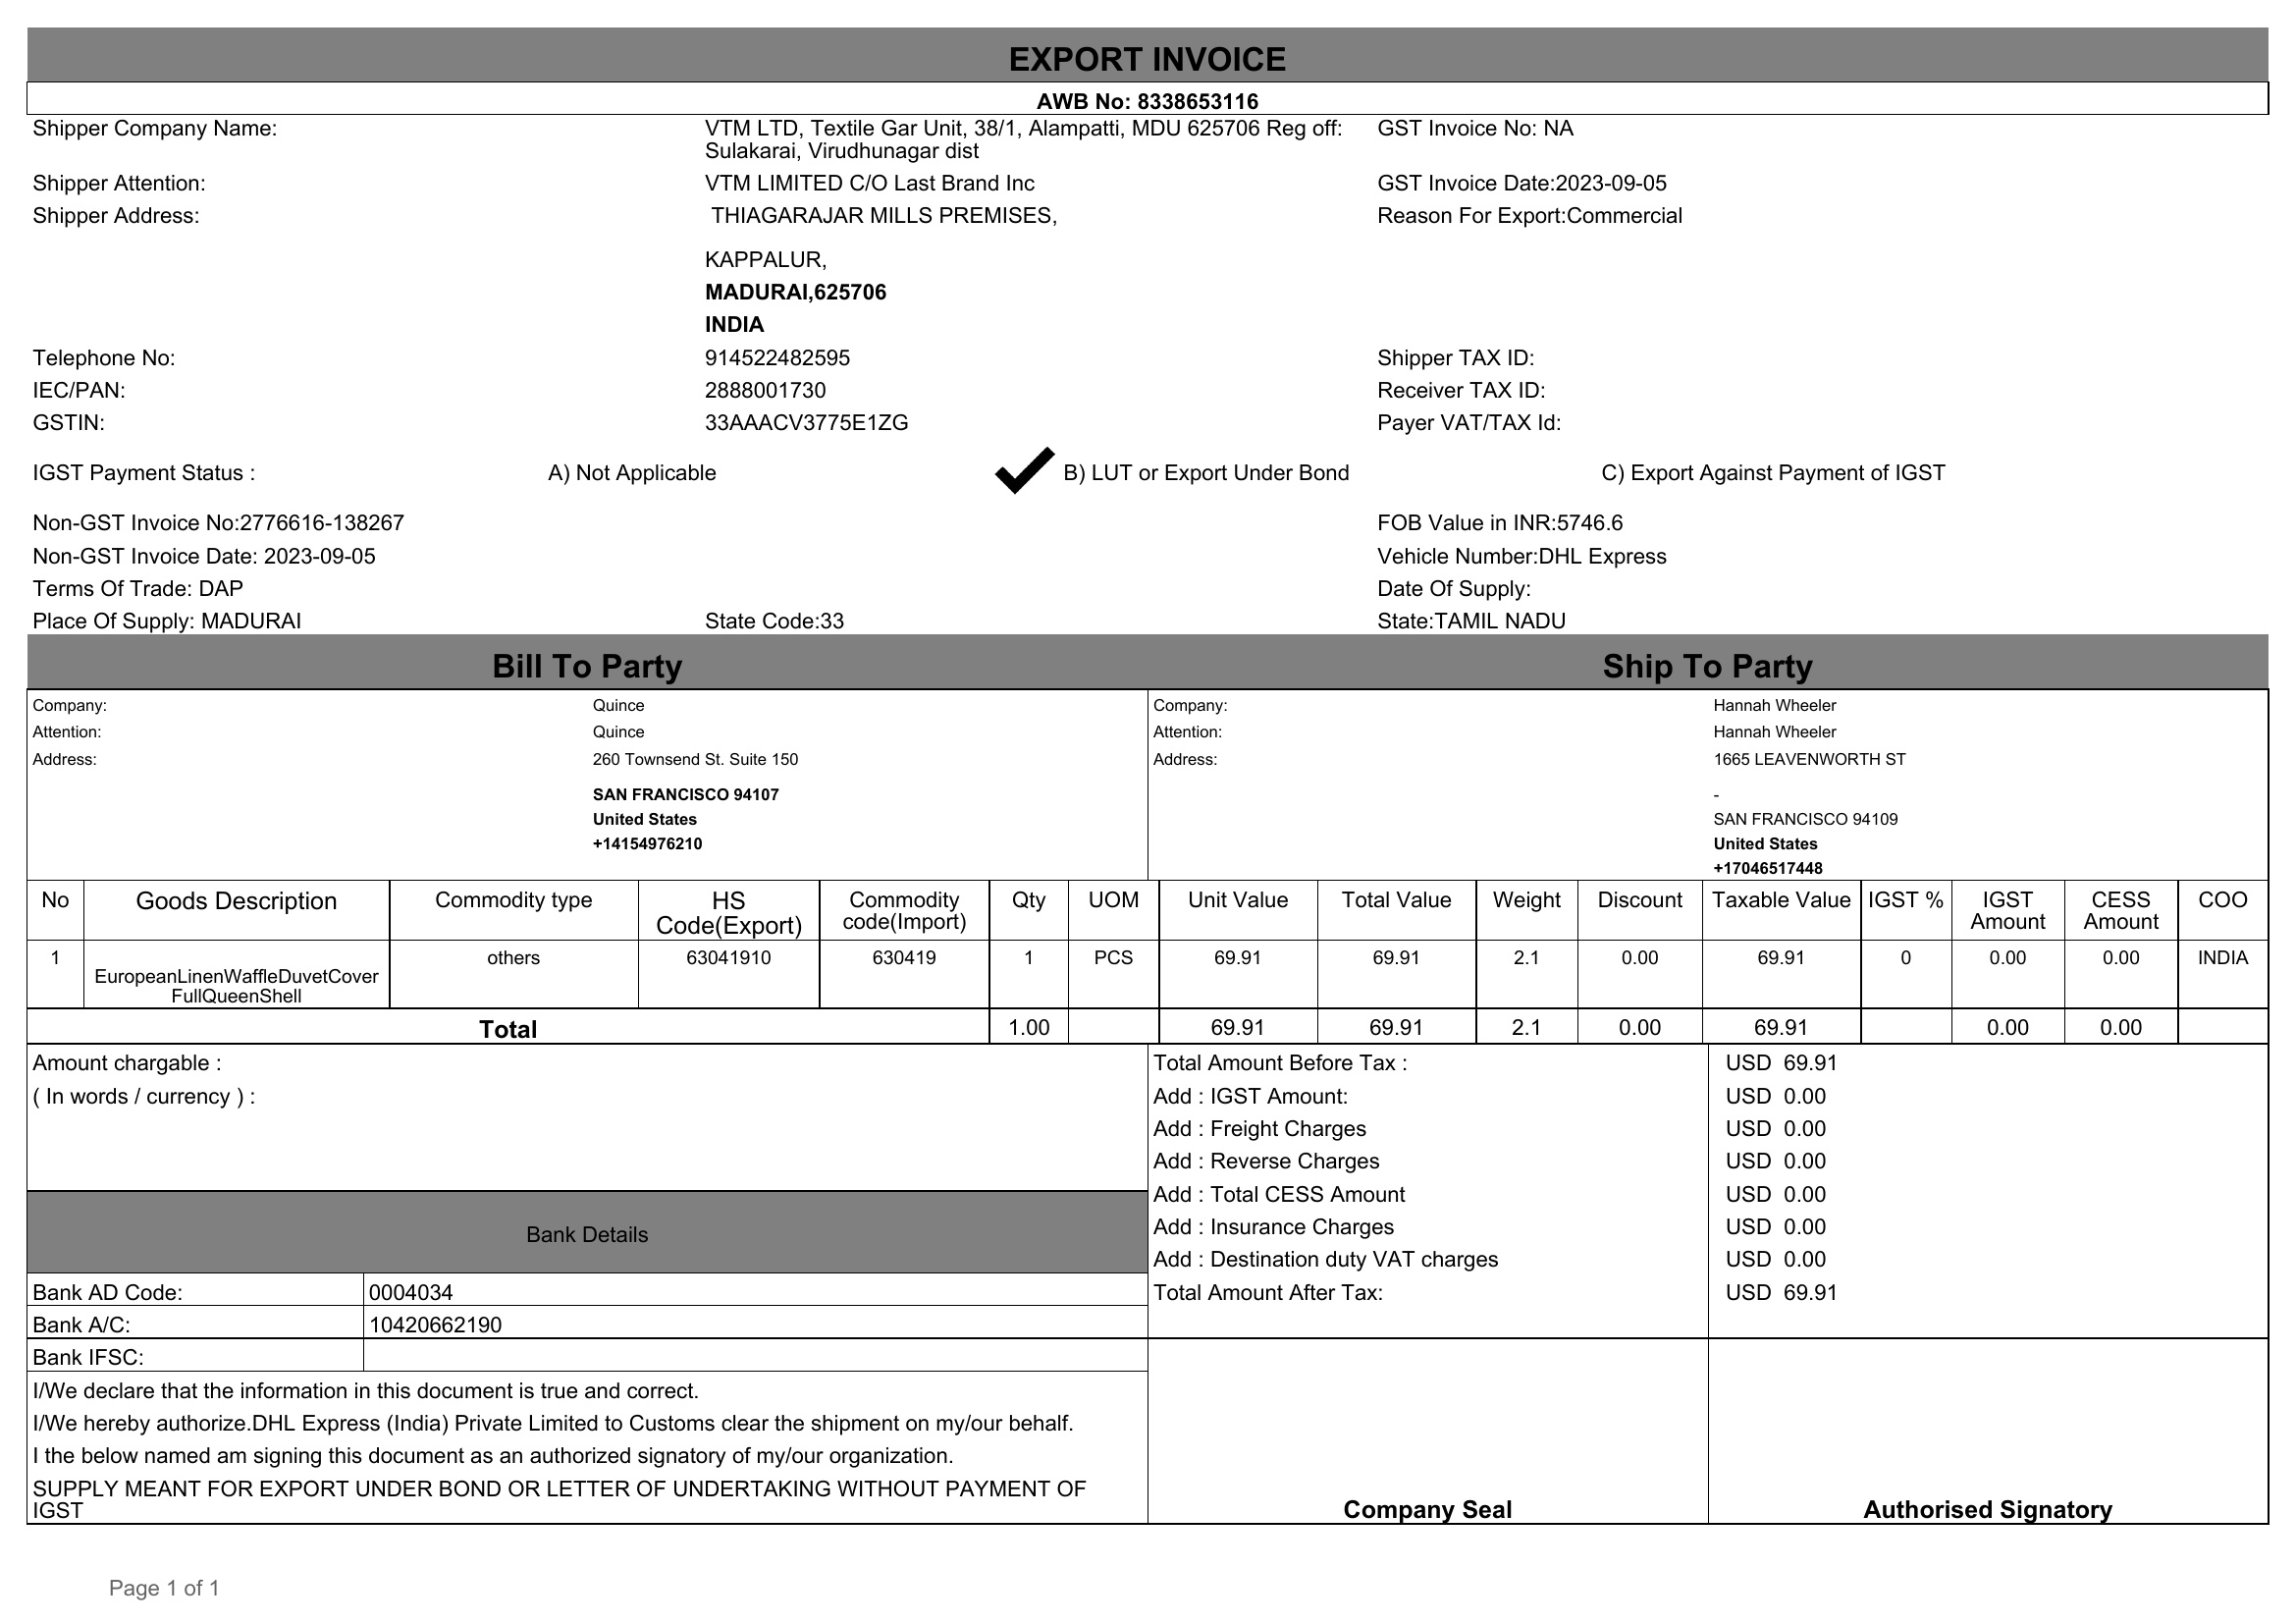 EXPORT INVOICE
AWB No: 8338653116
Shipper Company Name: VTM LTD, Textile Gar Unit, 38/1, Alampatti, MDU 625706 Reg off: GST Invoice No: NA
Sulakarai, Virudhunagar dist
Shipper Attention: VTM LIMITED C/O Last Brand Inc GST Invoice Date:2023-09-05
Shipper Address: THIAGARAJAR MILLS PREMISES, Reason For Export:Commercial
KAPPALUR,
MADURAI,625706
INDIA
Telephone No: 914522482595 Shipper TAX ID:
IEC/PAN: 2888001730 Receiver TAX ID:
GSTIN: 33AAACV3775E1ZG Payer VAT/TAX Id:
IGST Payment Status : A) Not Applicable B) LUT or Export Under Bond C) Export Against Payment of IGST
Non-GST Invoice No:2776616-138267 FOB Value in INR:5746.6
Non-GST Invoice Date: 2023-09-05 Vehicle Number:DHL Express
Terms Of Trade: DAP Date Of Supply:
Place Of Supply: MADURAI State Code:33 State:TAMIL NADU
Bill To Party Ship To Party
Company: Quince Company: Hannah Wheeler
Attention: Quince Attention: Hannah Wheeler
Address: 260 Townsend St. Suite 150 Address: 1665 LEAVENWORTH ST
SAN FRANCISCO 94107 -
United States SAN FRANCISCO 94109
+14154976210 United States
+17046517448
No Goods Description Commodity type HS Commodity Qty UOM Unit Value Total Value Weight Discount Taxable Value IGST % IGST CESS COO
Code(Export) code(Import) Amount Amount
1 others 63041910 630419 1 PCS 69.91 69.91 2.1 0.00 69.91 0 0.00 0.00 INDIA
EuropeanLinenWaffleDuvetCover
FullQueenShell
Total 1.00 69.91 69.91 2.1 0.00 69.91 0.00 0.00
Amount chargable : Total Amount Before Tax : USD 69.91
( In words / currency ) : Add : IGST Amount: USD 0.00
Add : Freight Charges USD 0.00
Add : Reverse Charges USD 0.00
Add : Total CESS Amount USD 0.00
Bank Details Add : Insurance Charges USD 0.00
Add : Destination duty VAT charges USD 0.00
Bank AD Code: 0004034 Total Amount After Tax: USD 69.91
Bank A/C: 10420662190
Bank IFSC:
I/We declare that the information in this document is true and correct.
I/We hereby authorize.DHL Express (India) Private Limited to Customs clear the shipment on my/our behalf.
I the below named am signing this document as an authorized signatory of my/our organization.
SUPPLY MEANT FOR EXPORT UNDER BOND OR LETTER OF UNDERTAKING WITHOUT PAYMENT OF
IGST Company Seal Authorised Signatory
Page 1 of 1